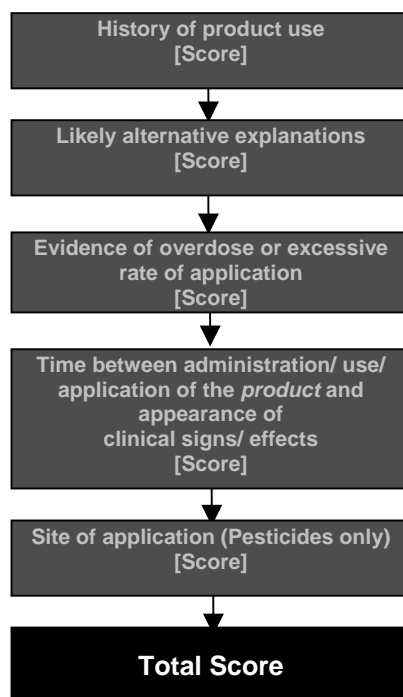 History of product use
[Score]
Likely alternative explanations
[Score]
Evidence of overdose or excessive
rate of application
[Score]
Time between administration/ use/
application of the product and
appearance of
clinical signs/ effects
[Score]
Site of application (Pesticides only)
[Score]
Total Score